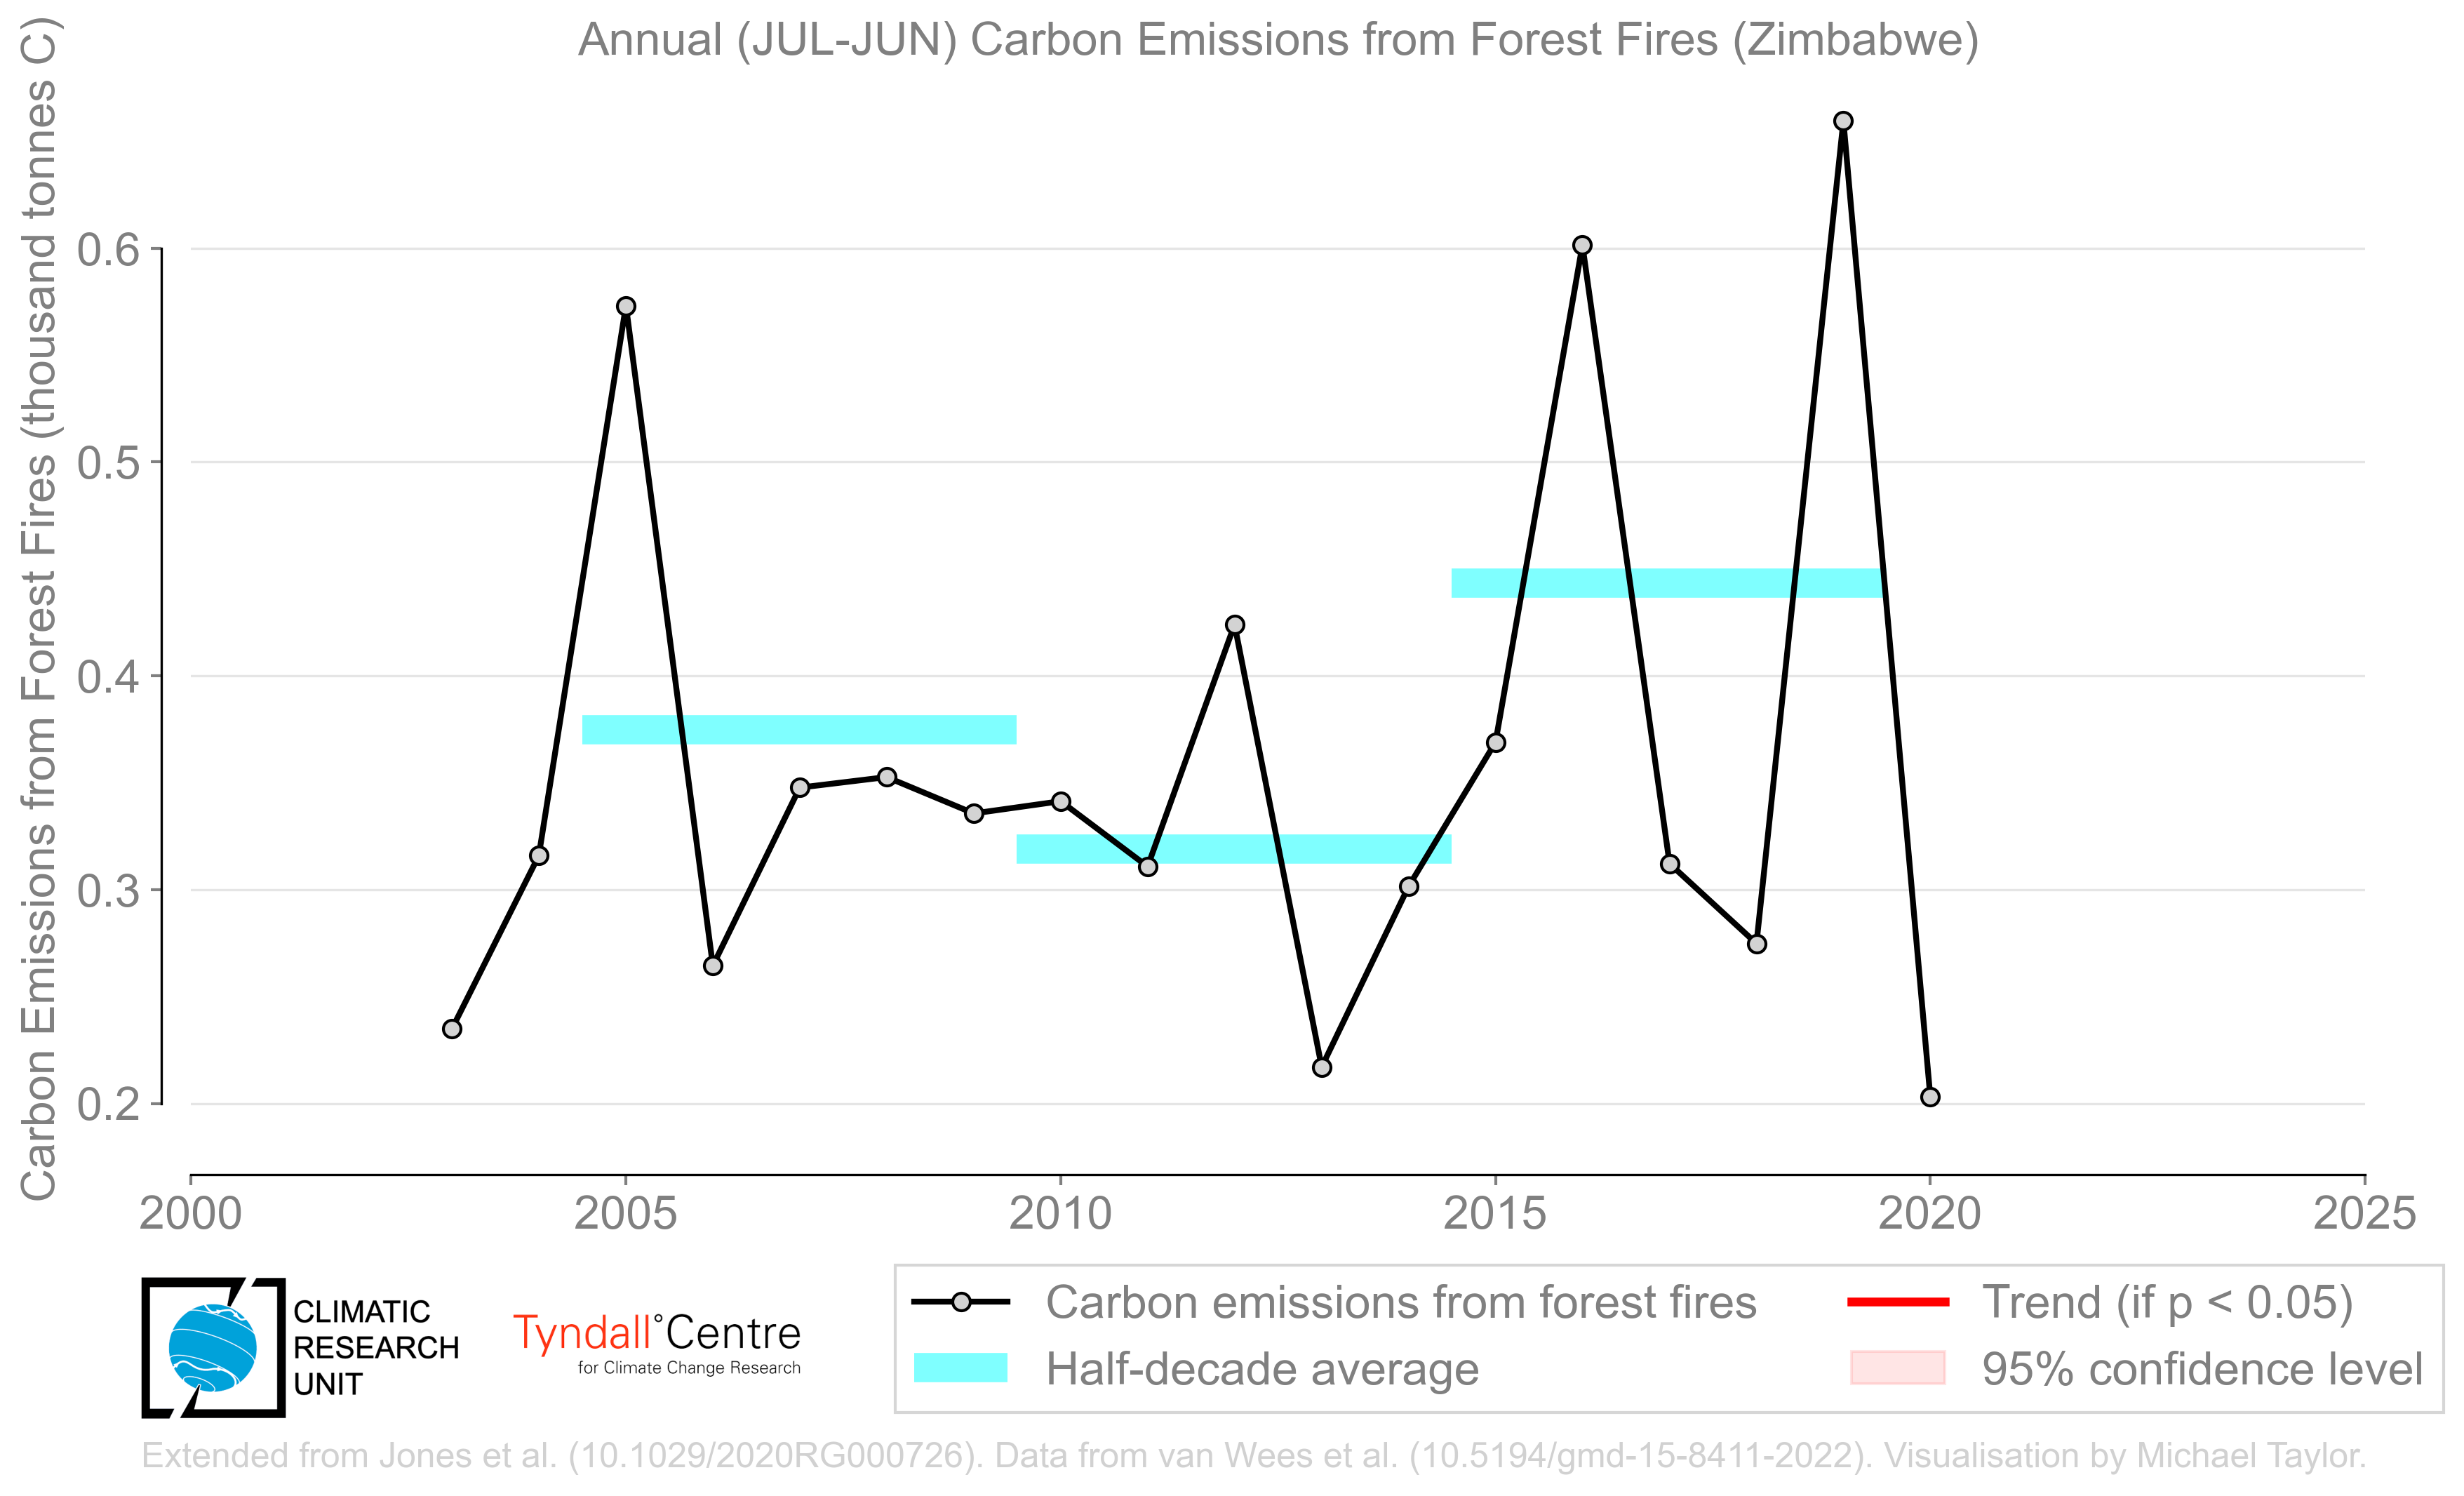 Annual (JUL-JUN) Carbon Emissions from Forest Fires (Zimbabwe)
Carbon Emissions from Forest Fires (thousand tonnes C)
0.6
0.5
0.4
0.3
0.2
2000 2005 2010 2015 2020 2025
CLIMATIC
RESEARCH
UNIT
Tyndall°Centre
for Climate Change Research
Carbon emissions from forest fires
Half-decade average
Trend (if p < 0.05)
95% confidence level
Extended from Jones et al. (10.1029/2020RG000726). Data from van Wees et al. (10.5194/gmd-15-8411-2022). Visualisation by Michael Taylor.